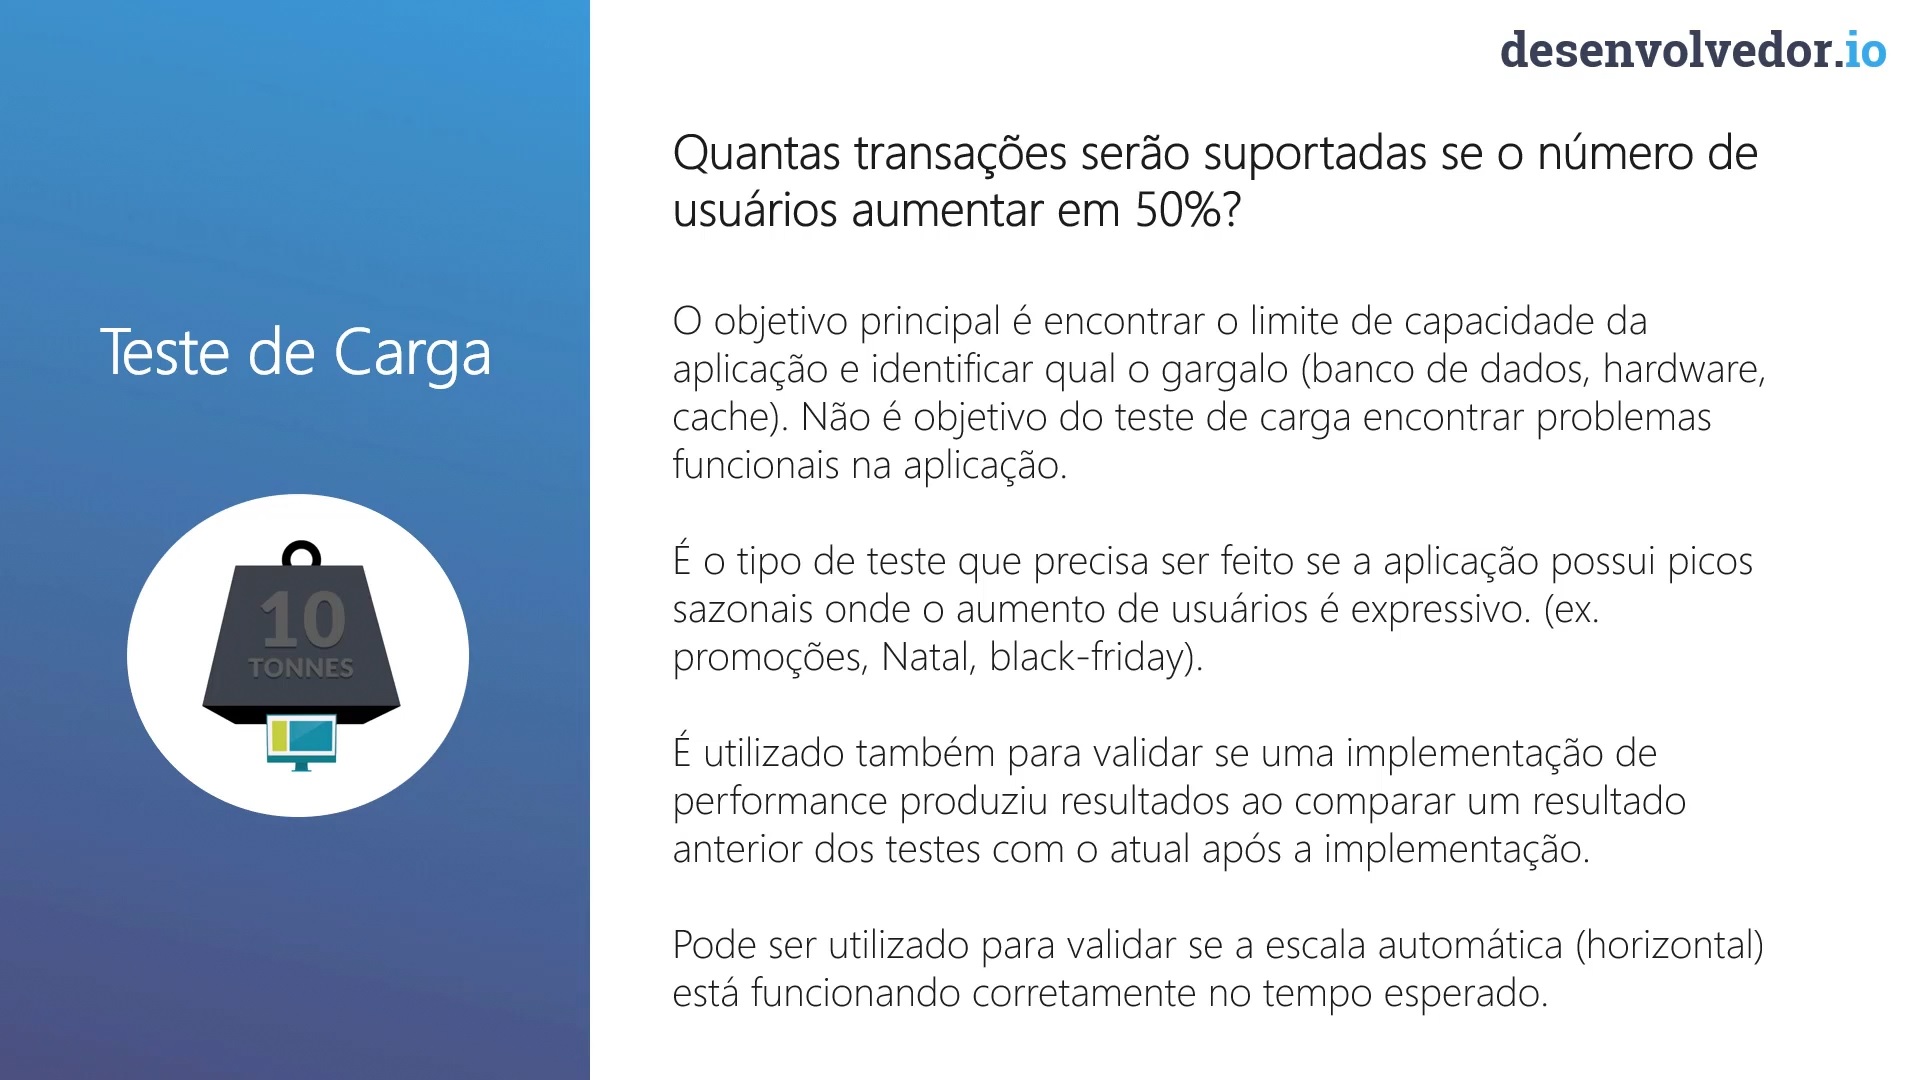 desenvolvedor.io
Teste de Carga
10
TONNES
Quantas transações serão suportadas se o número de
usuários aumentar em 50%?
O objetivo principal é encontrar o limite de capacidade da
aplicação e identificar qual o gargalo (banco de dados, hardware,
cache). Não é objetivo do teste de carga encontrar problemas
funcionais na aplicação.
É o tipo de teste que precisa ser feito se a aplicação possui picos
sazonais onde o aumento de usuários é expressivo. (ex.
promoções, Natal, black-friday).
É utilizado também para validar se uma implementação de
performance produziu resultados ao comparar um resultado
anterior dos testes com o atual após a implementação.
Pode ser utilizado para validar se a escala automática (horizontal)
está funcionando corretamente no tempo esperado.